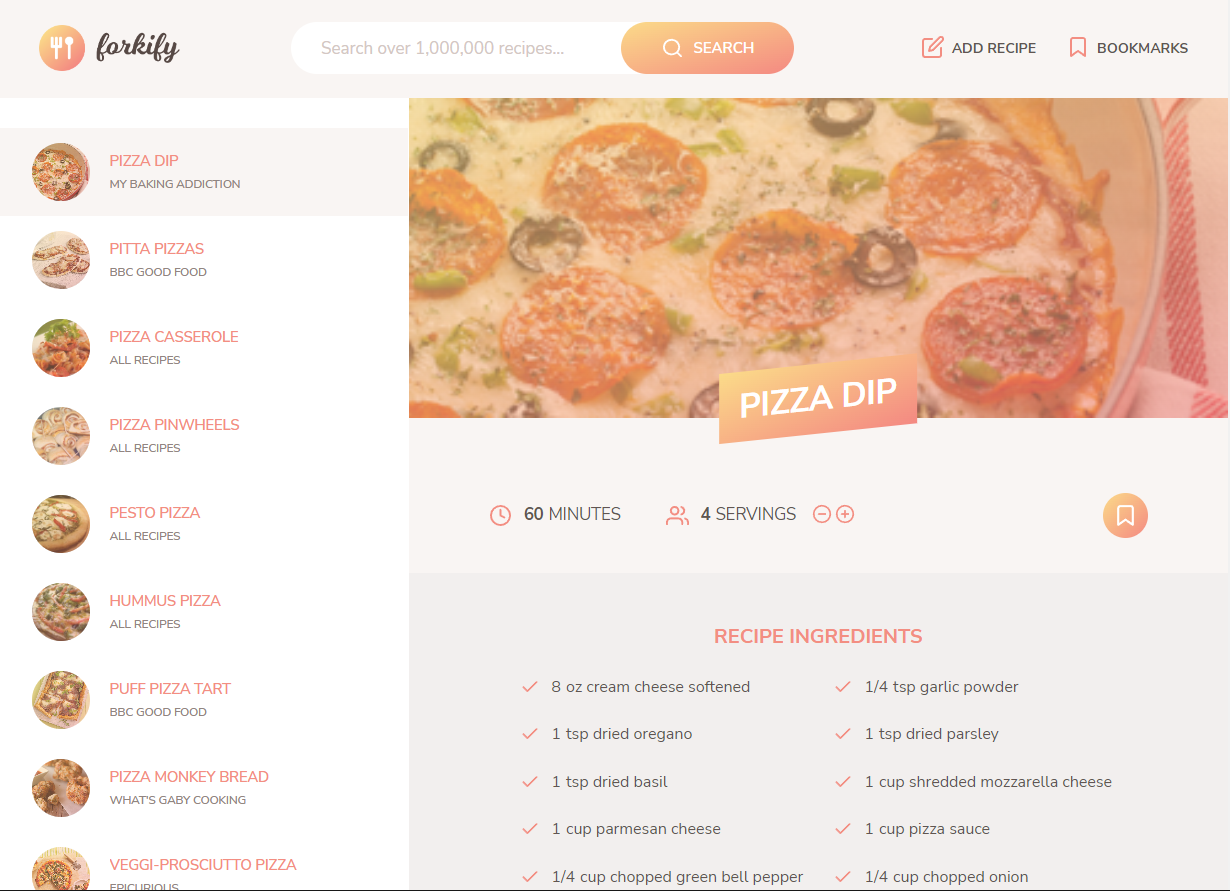 forkify
Search over 1,000,000 recipes...
SEARCH
ADD RECIPE
BOOKMARKS
PIZZA DIP
MY BAKING ADDICTION
PITTA PIZZAS
BBC GOOD FOOD
PIZZA CASSEROLE
ALL RECIPES
PIZZA PINWHEELS
ALL RECIPES
PESTO PIZZA
ALL RECIPES
HUMMUS PIZZA
ALL RECIPES
PUFF PIZZA TART
BBC GOOD FOOD
PIZZA MONKEY BREAD
WHAT'S GABY COOKING
VEGGI-PROSCIUTTO PIZZA
EPICURIOUS
PIZZA DIP
60 MINUTES
4 SERVINGS
RECIPE INGREDIENTS
8 oz cream cheese softened
1/4 tsp garlic powder
1 tsp dried oregano
1 tsp dried parsley
1 tsp dried basil
1 cup shredded mozzarella cheese
1 cup parmesan cheese
1 cup pizza sauce
1/4 cup chopped green bell pepper
1/4 cup chopped onion